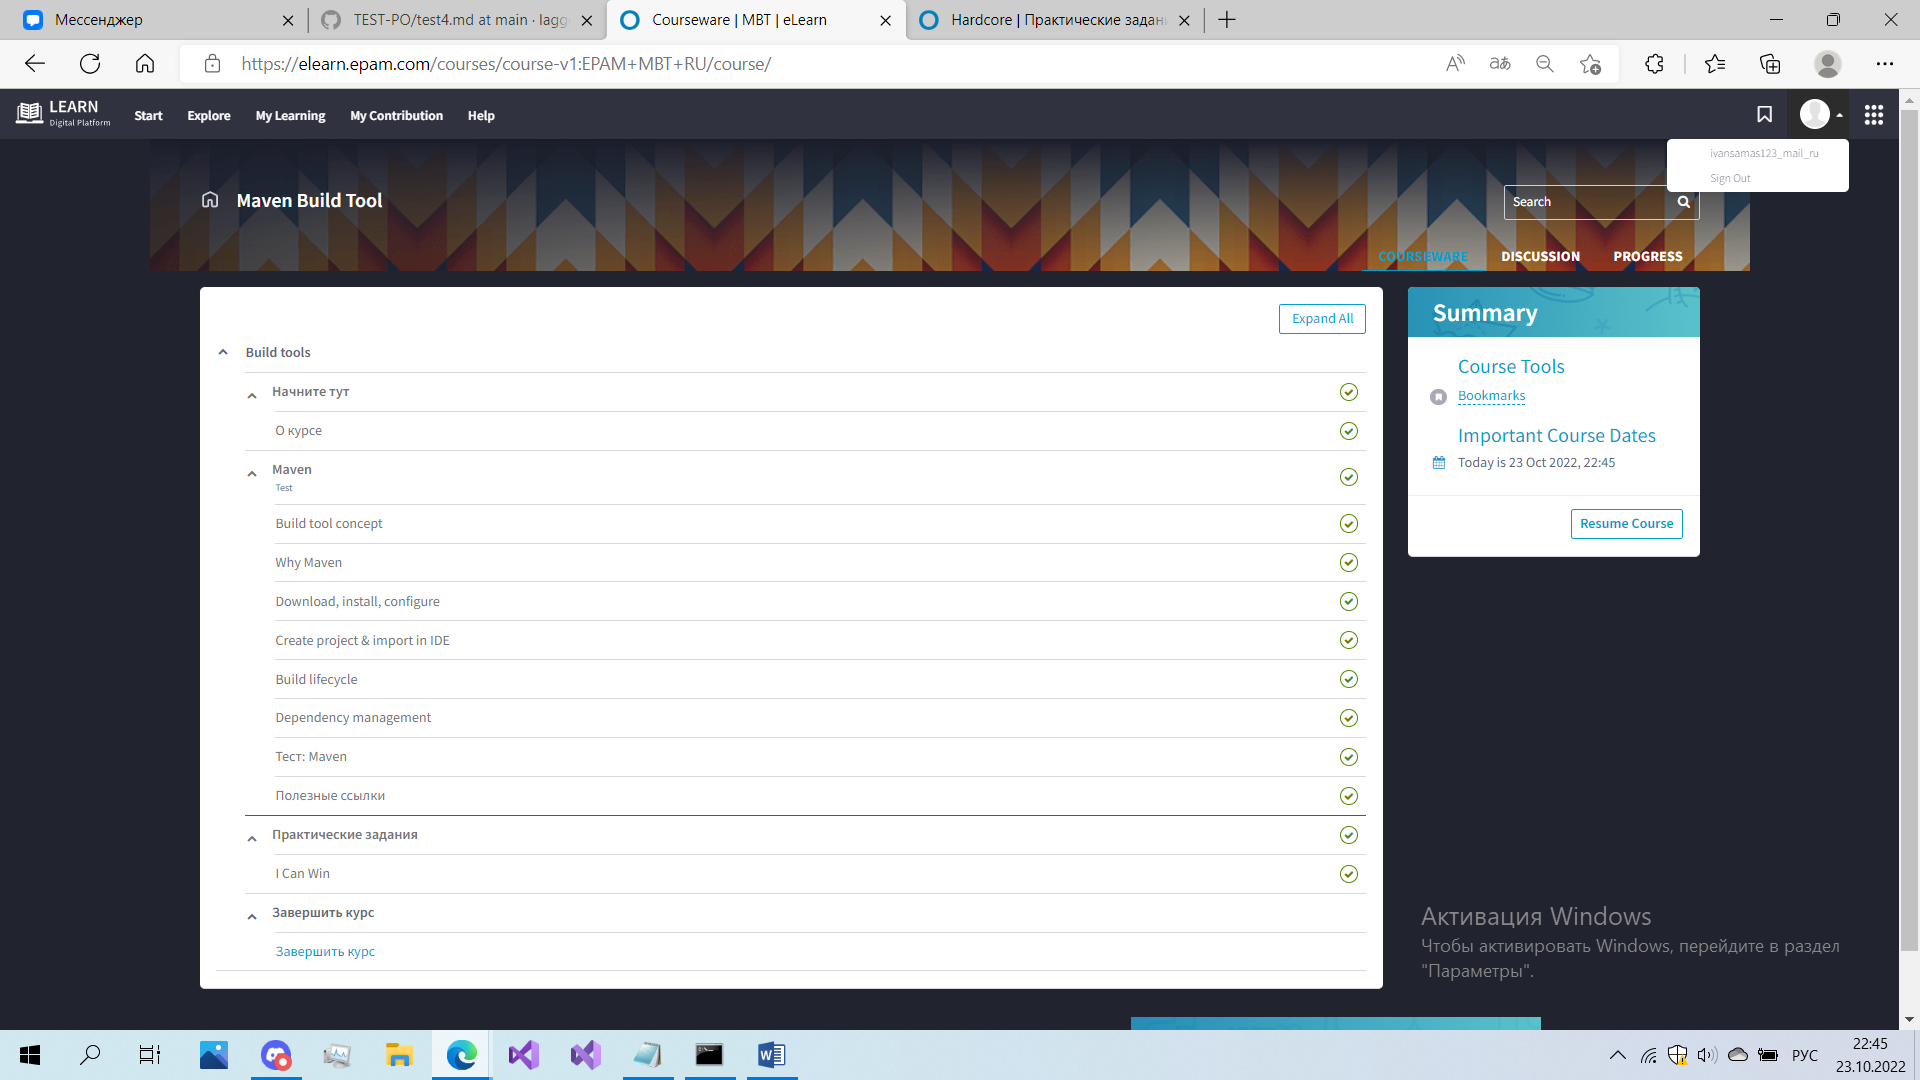 Мессенджер
TEST-PO/test4.md at main · lagg
Courseware | MBT | eLearn
Hardcore | Практические задан
https://elearn.epam.com/courses/course-v1:EPAM+MBT+RU/course/
LEARN
Digital Platform
Start
Explore
My Learning
My Contribution
Help
ivansamas123_mail_ru
Sign Out
Maven Build Tool
Search
COURSEWARE
DISCUSSION
PROGRESS
Expand All
Build tools
Начните тут
О курсе
Maven
Test
Build tool concept
Why Maven
Download, install, configure
Create project & import in IDE
Build lifecycle
Dependency management
Тест: Maven
Полезные ссылки
Практические задания
I Can Win
Завершить курс
Завершить курс
Summary
Course Tools
Bookmarks
Important Course Dates
Today is 23 Oct 2022, 22:45
Resume Course
Активация Windows
Чтобы активировать Windows, перейдите в раздел
"Параметры".
РУС
22:45
23.10.2022